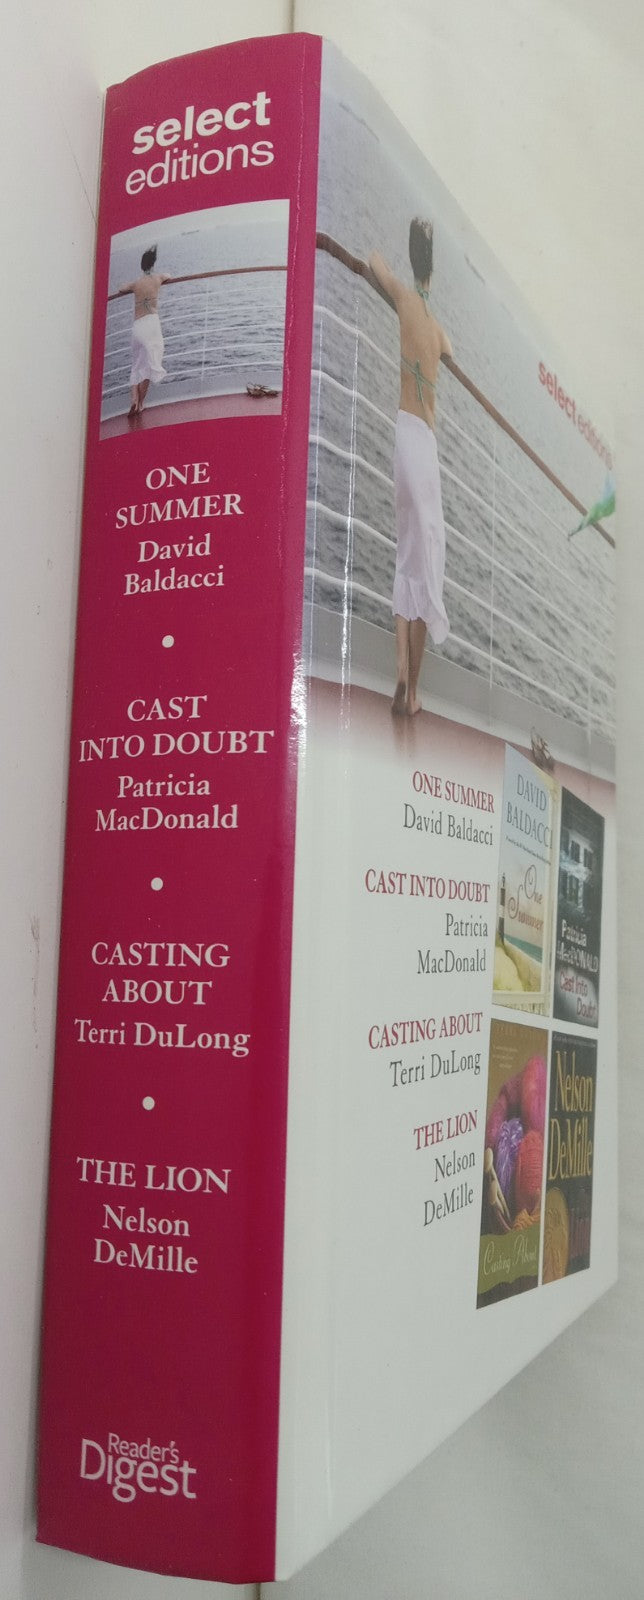 select
editions
ONE
SUMMER
David
Baldacci
CAST
INTO DOUBT
Patricia
MacDonald
CASTING
ABOUT
Terri DuLong
THE LION
Nelson
DeMille
Reader's
Digest
select editions
ONE SUMMER
David Baldacci
CAST INTO DOUBT
Patricia
MacDonald
CASTING ABOUT
Terri DuLong
THE LION
Nelson
DeMille
DAVID
BALDACCI
One
Summer
Patricia
MacDONALD
Cast Into
Doubt
Casting About
Nelson
DeMille